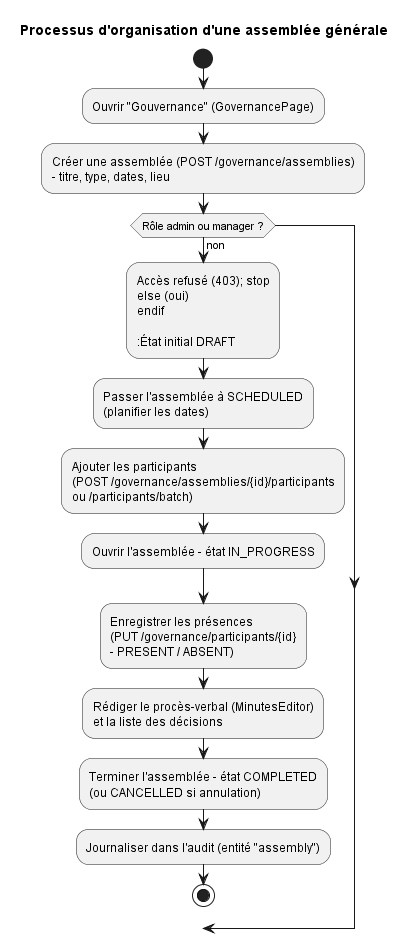 Processus d'organisation d'une assemblée générale
Ouvrir "Gouvernance" (GovernancePage)
Créer une assemblée (POST /governance/assemblies)
- titre, type, dates, lieu
Rôle admin ou manager ?
non
Accès refusé (403); stop
else (oui)
endif
:État initial DRAFT
Passer l'assemblée à SCHEDULED
(planifier les dates)
Ajouter les participants
(POST /governance/assemblies/{id}/participants
ou /participants/batch)
Ouvrir l'assemblée - état IN_PROGRESS
Enregistrer les présences
(PUT /governance/participants/{id}
- PRESENT / ABSENT)
Rédiger le procès-verbal (MinutesEditor)
et la liste des décisions
Terminer l'assemblée - état COMPLETED
(ou CANCELLED si annulation)
Journaliser dans l'audit (entité "assembly")